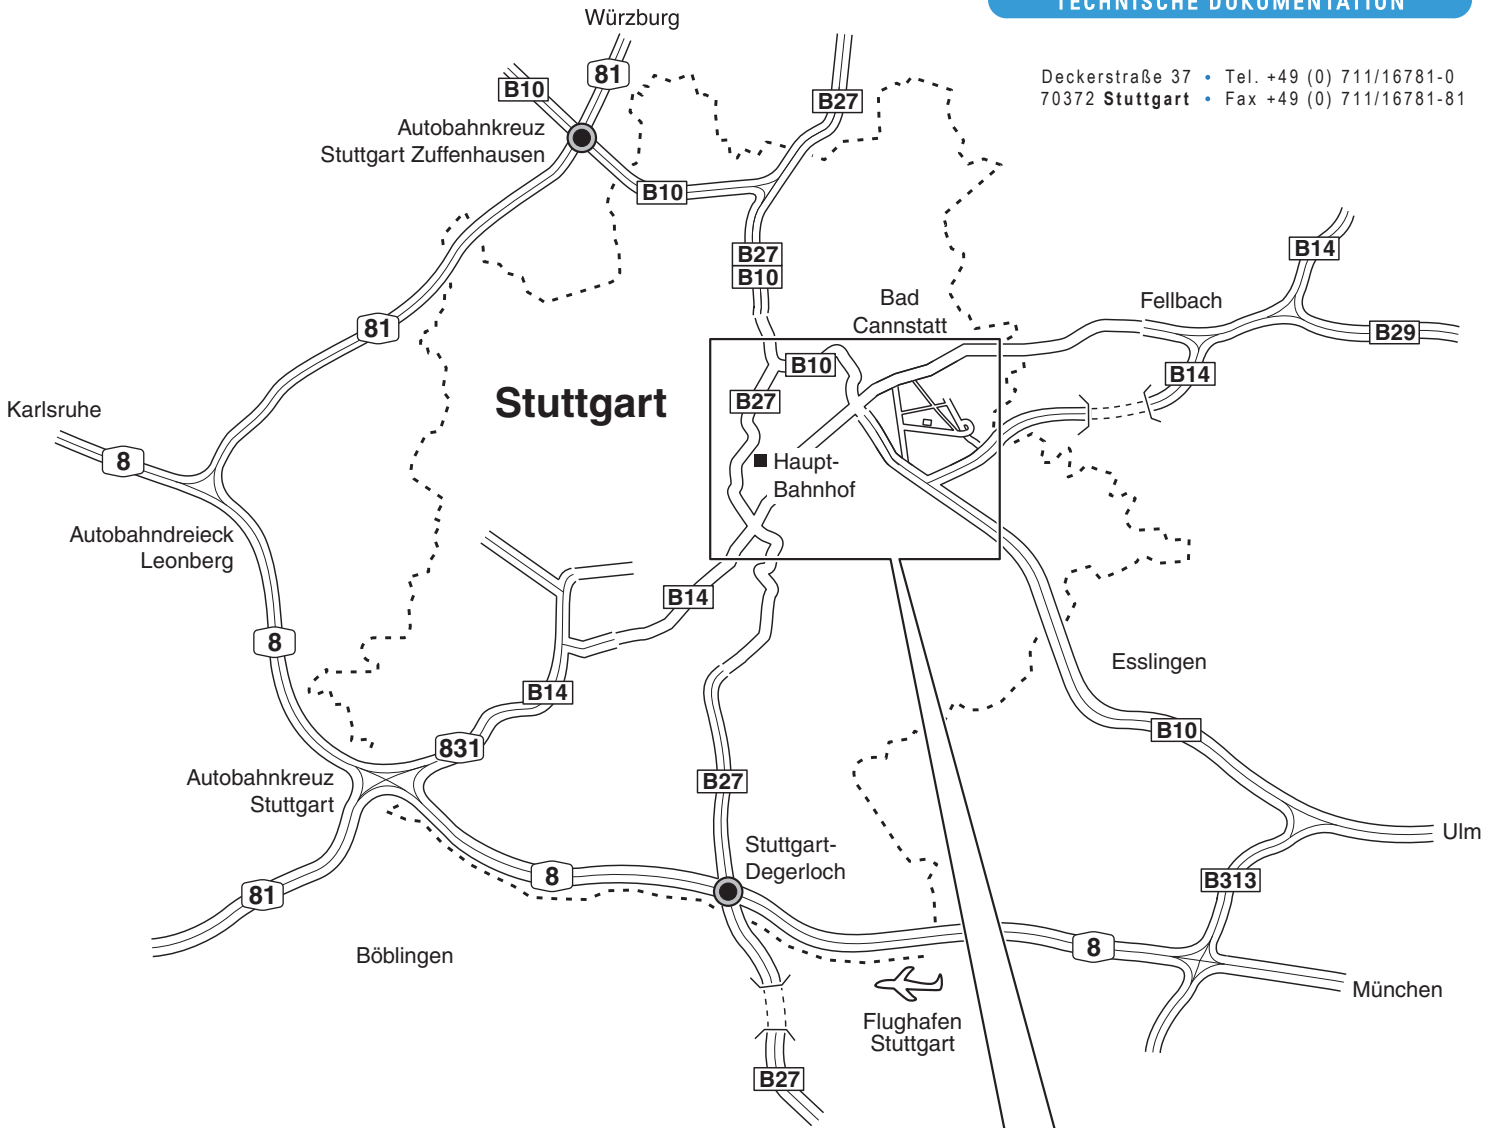 TECHNISCHE DOKUMENTATION
Deckerstraße 37 • Tel. +49 (0) 711/16781-0
70372 Stuttgart • Fax +49 (0) 711/16781-81
Würzburg
81
B10
B27
Autobahnkreuz
Stuttgart Zuffenhausen
B10
B27
B10
B14
Bad
Cannstatt
Fellbach
81
B29
B10
B14
Stuttgart
B27
Karlsruhe
8
Haupt-
Bahnhof
Autobahndreieck
Leonberg
B14
8
Esslingen
B14
B10
831
Autobahnkreuz
Stuttgart
B27
Ulm
Stuttgart-
Degerloch
8
B313
81
Böblingen
8
München
Flughafen
Stuttgart
B27